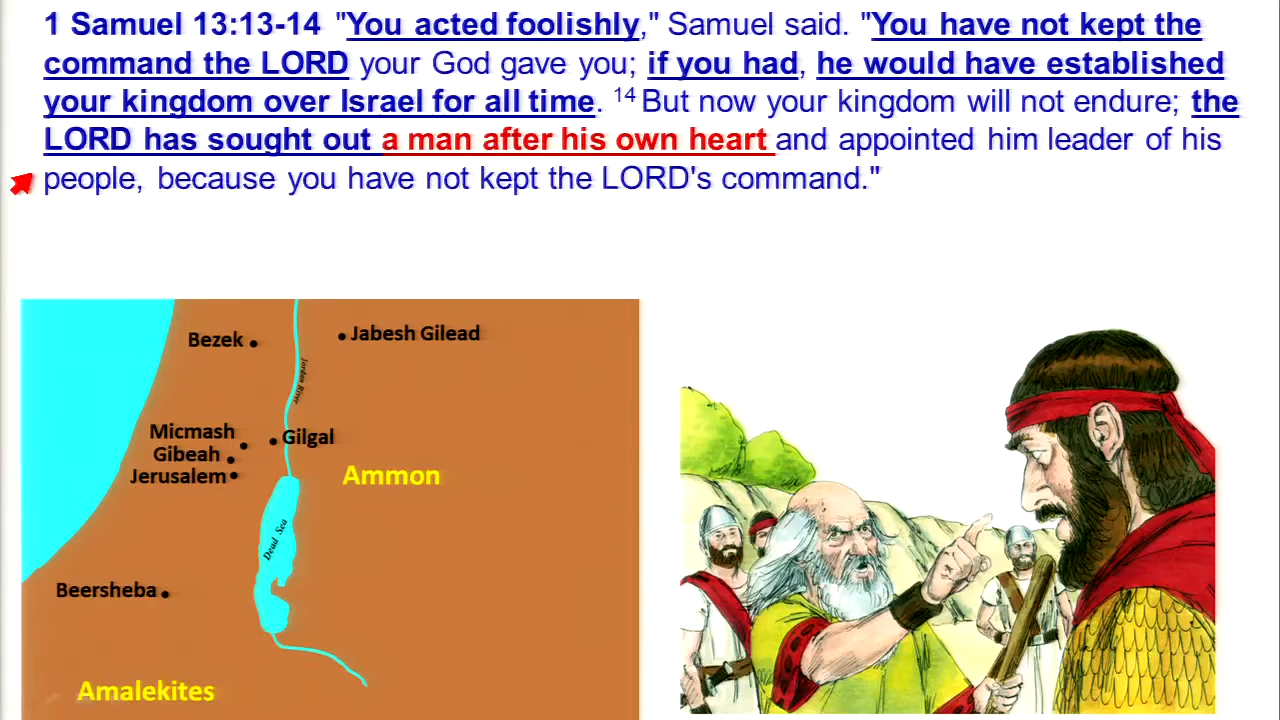 1 Samuel 13:13-14 "You acted foolishly," Samuel said. "You have not kept the
command the LORD your God gave you; if you had, he would have established
your kingdom over Israel for all time. 14 But now your kingdom will not endure; the
LORD has sought out a man after his own heart and appointed him leader of his
people, because you have not kept the LORD's command."
Bezek
Jabesh Gilead
Jordan River
Micmash
Gilgal
Gibeah
Jerusalem
Ammon
Dead Sea
Beersheba
Amalekites